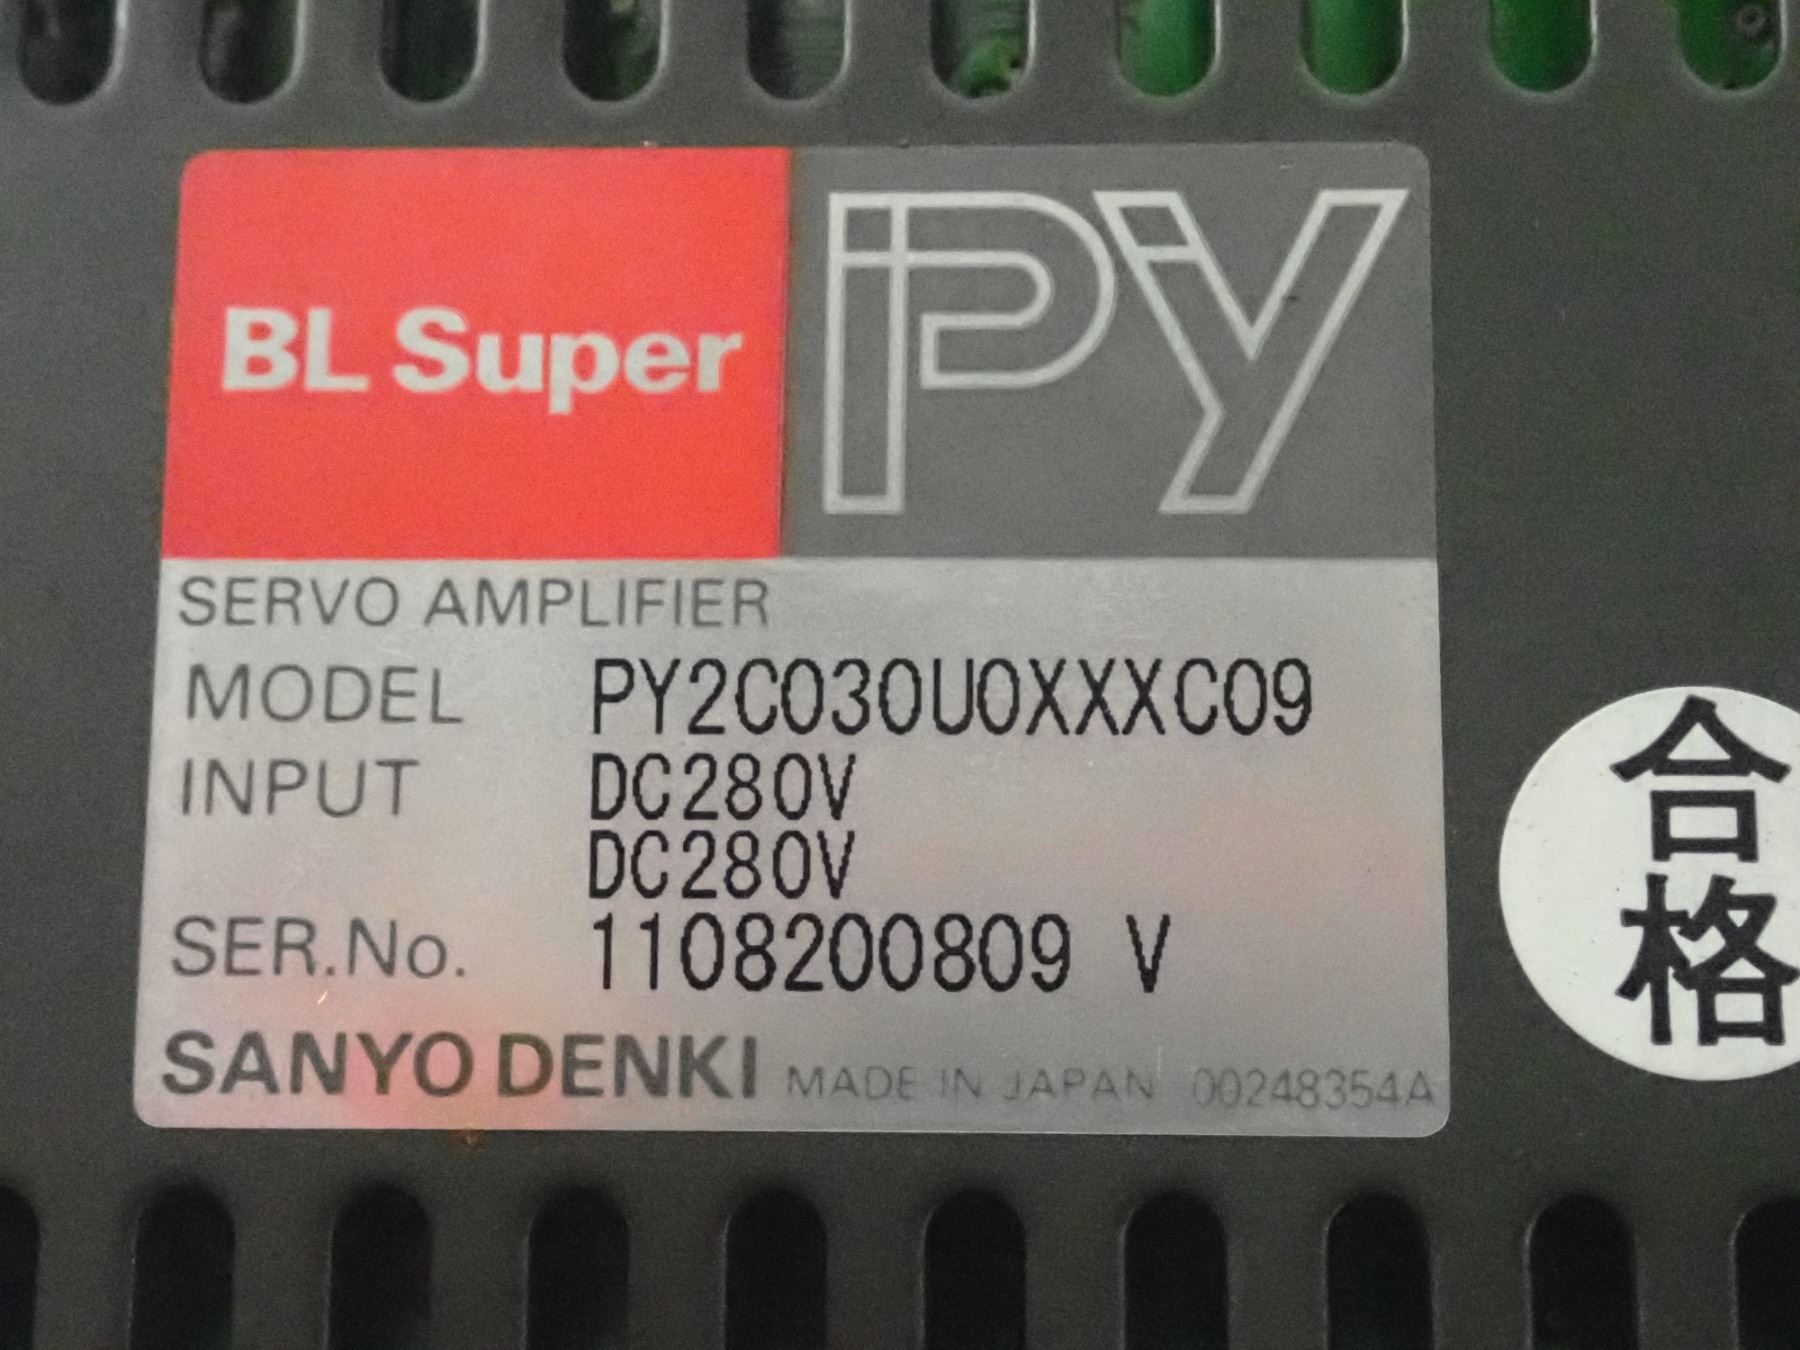 BL Super
PY
SERVO AMPLIFIER
MODEL PY2C030U0XXXC09
INPUT DC280V
DC280V
SER.No. 1108200809 V
SANYO DENKI MADE IN JAPAN 00248354A
合格